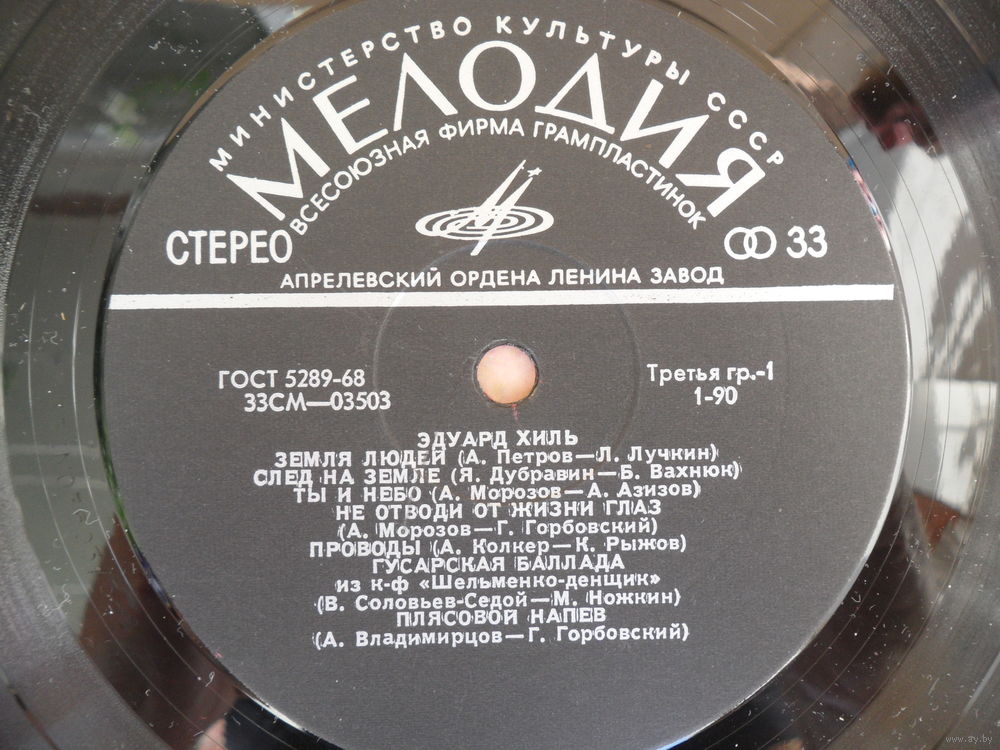 МИНИСТЕРСТВО КУЛЬТУРЫ СССР
МЕЛОДИЯ
ВСЕСОЮЗНАЯ ФИРМА ГРАМПЛАСТИНОК
СТЕРЕО
33
АПРЕЛЕВСКИЙ ОРДЕНА ЛЕНИНА ЗАВОД
ГОСТ 5289-68
33СМ—03503
Третья гр.-1
1-90
ЭДУАРД ХИЛЬ
ЗЕМЛЯ ЛЮДЕЙ (А. Петров—Л. Лучкин)
СЛЕД НА ЗЕМЛЕ (Я. Дубравин—Б. Вахнюк)
ТЫ И НЕБО (А. Морозов—А. Азизов)
НЕ ОТВОДИ ОТ ЖИЗНИ ГЛАЗ
(А. Морозов—Г. Горбовский)
ПРОВОДЫ (А. Колкер—К. Рыжов)
ГУСАРСКАЯ БАЛЛАДА
из к-ф «Шельменко-денщик»
(В. Соловьев-Седой—М. Ножкин)
ПЛЯСОВОЙ НАПЕВ
(А. Владимирцов—Г. Горбовский)
www.ay.by